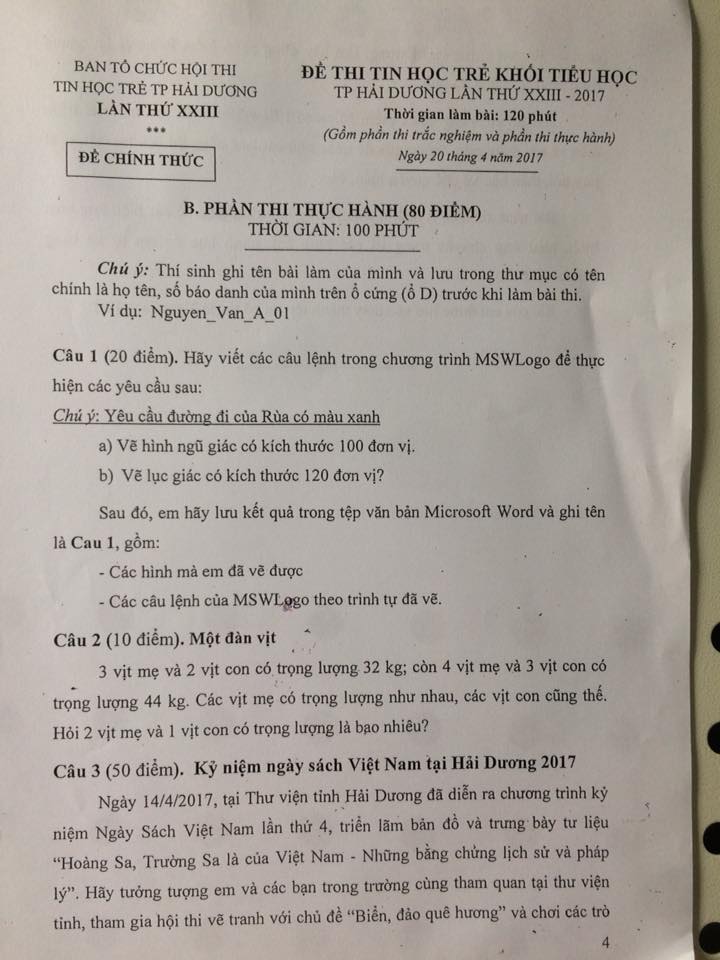 BAN TỔ CHỨC HỘI THI
TIN HỌC TRẺ TP HẢI DƯƠNG
LẦN THỨ XXIII
***
ĐỀ CHÍNH THỨC
ĐỀ THI TIN HỌC TRẺ KHỐI TIỂU HỌC
TP HẢI DƯƠNG LẦN THỨ XXIII - 2017
Thời gian làm bài: 120 phút
(Gồm phần thi trắc nghiệm và phần thi thực hành)
Ngày 20 tháng 4 năm 2017
B. PHẦN THI THỰC HÀNH (80 ĐIỂM)
THỜI GIAN: 100 PHÚT
Chú ý: Thí sinh ghi tên bài làm của mình và lưu trong thư mục có tên
chính là họ tên, số báo danh của mình trên ổ cứng (ổ D) trước khi làm bài thi.
Ví dụ: Nguyen_Van_A_01
Câu 1 (20 điểm). Hãy viết các câu lệnh trong chương trình MSWLogo để thực
hiện các yêu cầu sau:
Chú ý: Yêu cầu đường đi của Rùa có màu xanh
a) Vẽ hình ngũ giác có kích thước 100 đơn vị.
b) Vẽ lục giác có kích thước 120 đơn vị?
Sau đó, em hãy lưu kết quả trong tệp văn bản Microsoft Word và ghi tên
là Cau 1, gồm:
- Các hình mà em đã vẽ được
- Các câu lệnh của MSWLogo theo trình tự đã vẽ.
Câu 2 (10 điểm). Một đàn vịt
3 vịt mẹ và 2 vịt con có trọng lượng 32 kg; còn 4 vịt mẹ và 3 vịt con có
trọng lượng 44 kg. Các vịt mẹ có trọng lượng như nhau, các vịt con cũng thế.
Hỏi 2 vịt mẹ và 1 vịt con có trọng lượng là bao nhiêu?
Câu 3 (50 điểm). Kỷ niệm ngày sách Việt Nam tại Hải Dương 2017
Ngày 14/4/2017, tại Thư viện tỉnh Hải Dương đã diễn ra chương trình kỷ
niệm Ngày Sách Việt Nam lần thứ 4, triển lãm bản đồ và trưng bày tư liệu
“Hoàng Sa, Trường Sa là của Việt Nam - Những bằng chứng lịch sử và pháp
lý”. Hãy tưởng tượng em và các bạn trong trường cùng tham quan tại thư viện
tỉnh, tham gia hội thi vẽ tranh với chủ đề “Biển, đảo quê hương” và chơi các trò
4